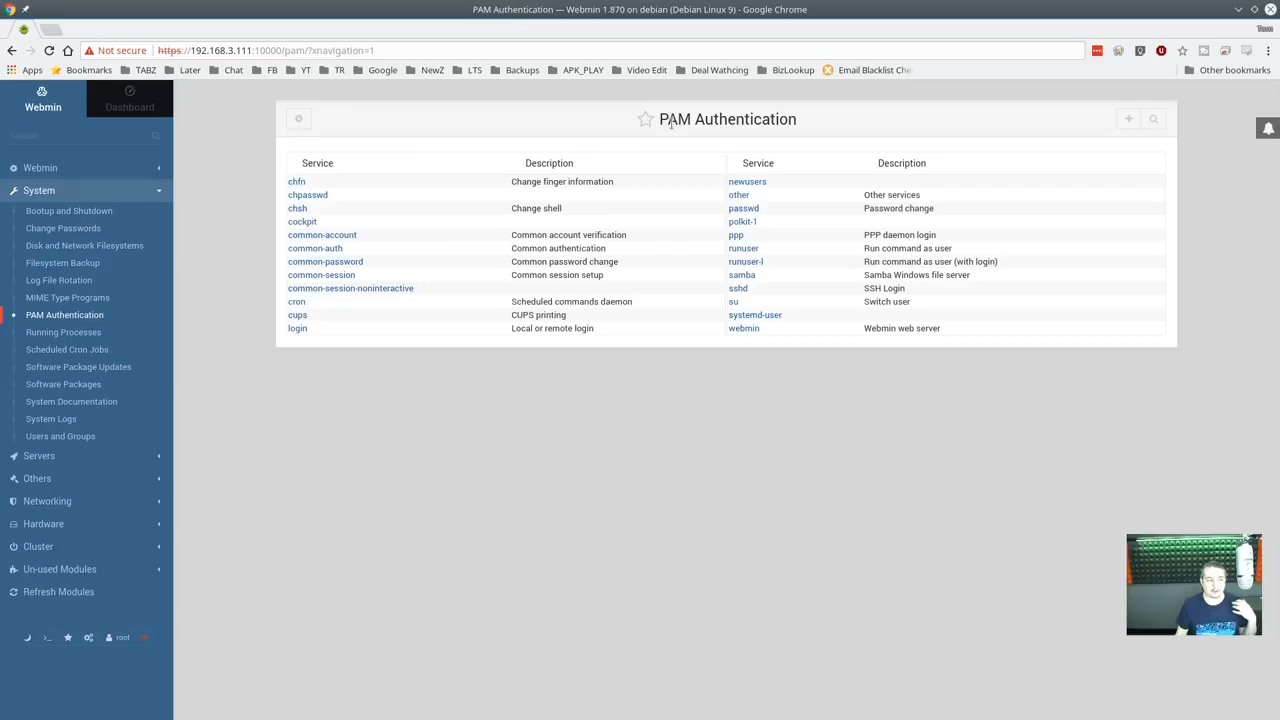 PAM Authentication — Webmin 1.870 on debian (Debian Linux 9) - Google Chrome
Not secure https://192.168.3.111:10000/pam/?xnavigation=1
Apps Bookmarks TABZ Later Chat FB YT TR Google NewZ LTS Backups APK_PLAY Video Edit Deal Wathcing BizLookup Email Blacklist Che Other bookmarks
Webmin
Dashboard
Search
Webmin
System
Bootup and Shutdown
Change Passwords
Disk and Network Filesystems
Filesystem Backup
Log File Rotation
MIME Type Programs
PAM Authentication
Running Processes
Scheduled Cron Jobs
Software Package Updates
Software Packages
System Documentation
System Logs
Users and Groups
Servers
Others
Networking
Hardware
Cluster
Un-used Modules
Refresh Modules
root
PAM Authentication
Service Description Service Description
chfn Change finger information newusers
chpasswd other Other services
chsh Change shell passwd Password change
cockpit polkit-1
common-account Common account verification ppp PPP daemon login
common-auth Common authentication runuser Run command as user
common-password Common password change runuser-l Run command as user (with login)
common-session Common session setup samba Samba Windows file server
common-session-noninteractive sshd SSH Login
cron Scheduled commands daemon su Switch user
cups CUPS printing systemd-user
login Local or remote login webmin Webmin web server